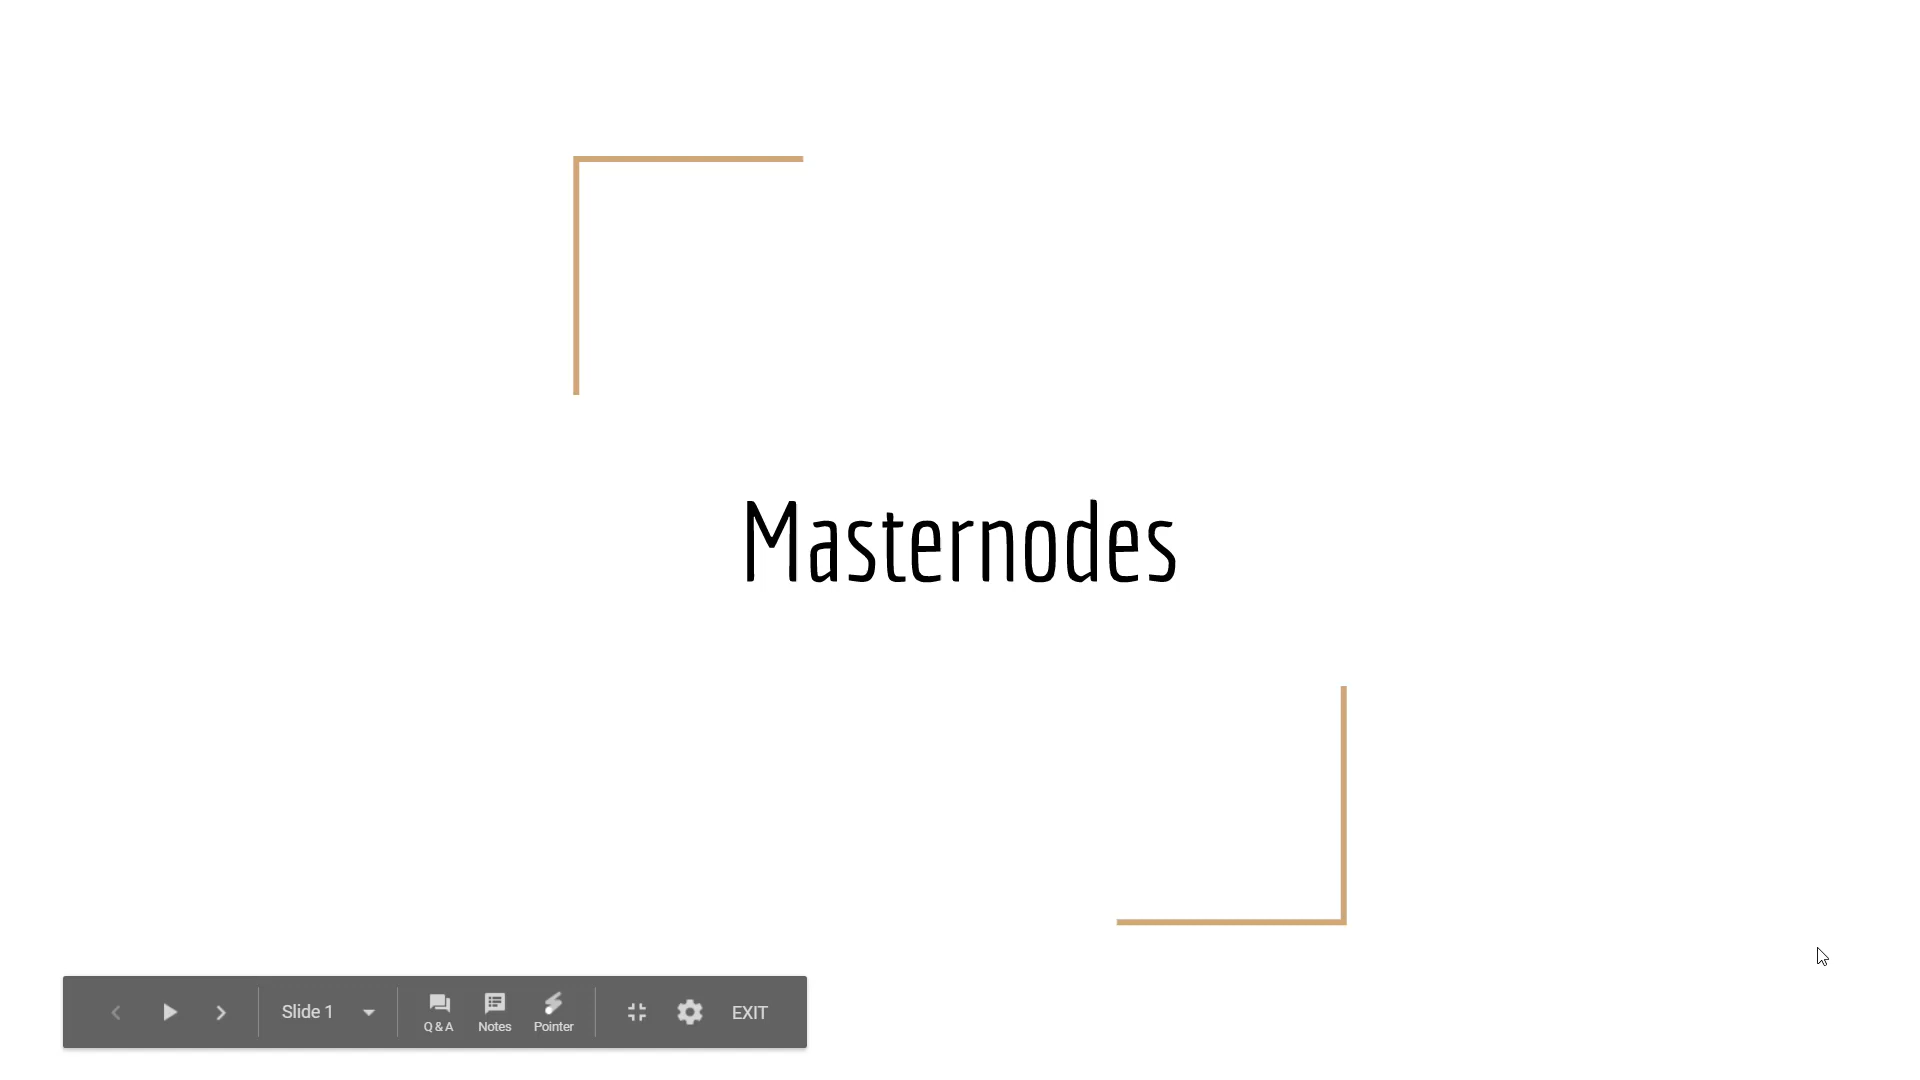 Masternodes
Slide 1
Q & A
Notes
Pointer
EXIT